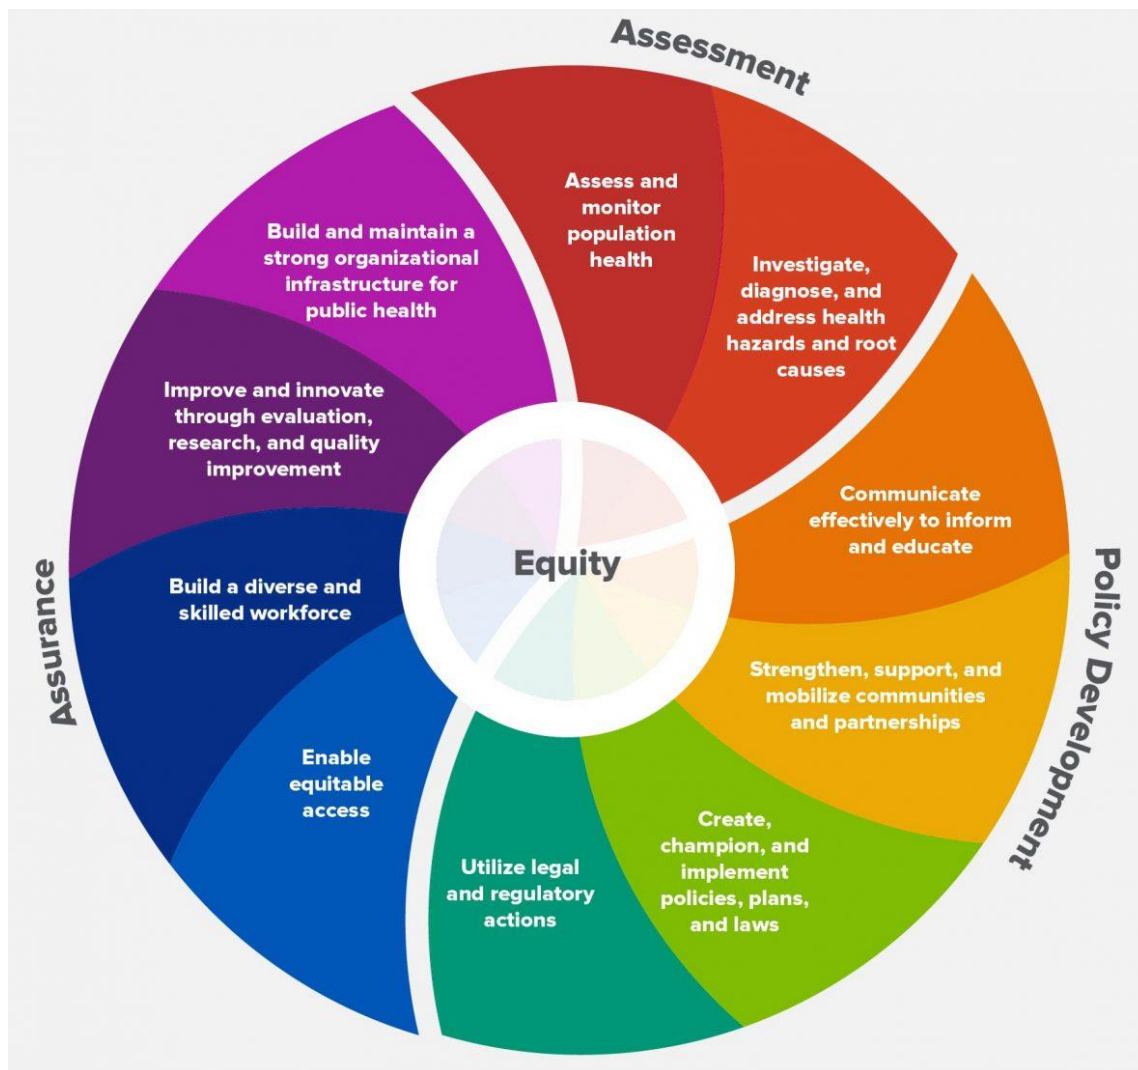 Assessment
Assess and
monitor
population
health
Investigate,
diagnose, and
address health
hazards and root
causes
Policy Development
Communicate
effectively to inform
and educate
Strengthen, support, and
mobilize communities
and partnerships
Create,
champion, and
implement
policies, plans,
and laws
Utilize legal
and regulatory
actions
Assurance
Enable
equitable
access
Build a diverse and
skilled workforce
Improve and innovate
through evaluation,
research, and quality
improvement
Build and maintain a
strong organizational
infrastructure for
public health
Equity